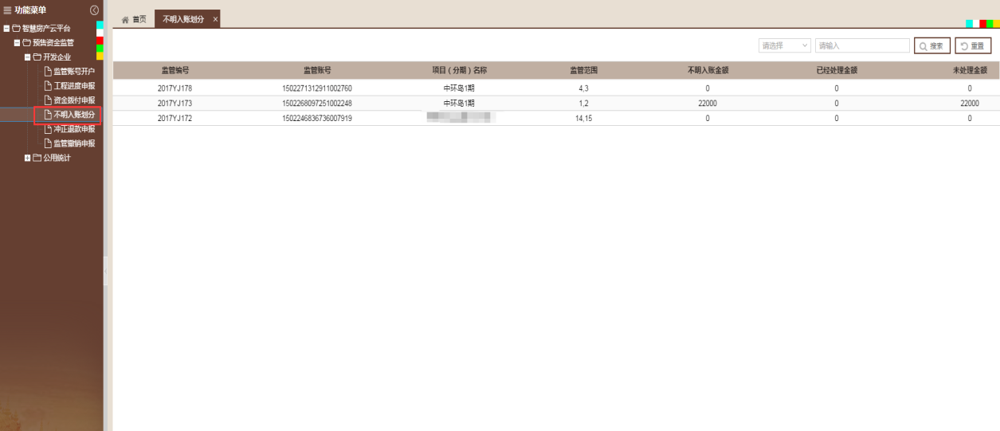 功能菜单
智慧房产云平台
预售资金监管
开发企业
监管账号开户
工程进度申报
资金拨付申报
不明入账划分
冲正退款申报
监管撤销申报
公用统计
首页 不明入账划分 ×
请选择 请输入 搜索 重置
监管编号 监管账号 项目（分期）名称 监管范围 不明入账金额 已经处理金额 未处理金额
2017YJ178 1502271312911002760 中环岛1期 4,3 0 0 0
2017YJ173 1502268097251002248 中环岛1期 1,2 22000 0 22000
2017YJ172 1502246836736007919 14,15 0 0 0